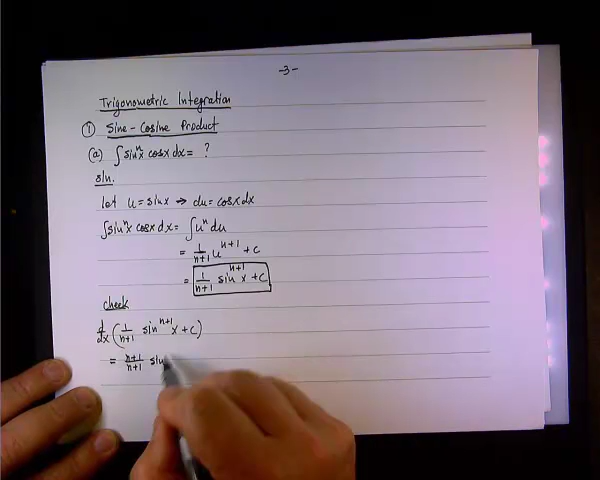 -3-
Trigonometric Integration
① Sine-Cosine Product
(a) ∫sinⁿx cosx dx = ?
sln.
let u = sinx → du = cosx dx
∫sinⁿx cosx dx = ∫uⁿ du
= 1/(n+1) u^(n+1) + c
= 1/(n+1) sin^(n+1) x + c
check
d/dx (1/(n+1) sin^(n+1) x + c)
= (n+1)/(n+1) sin